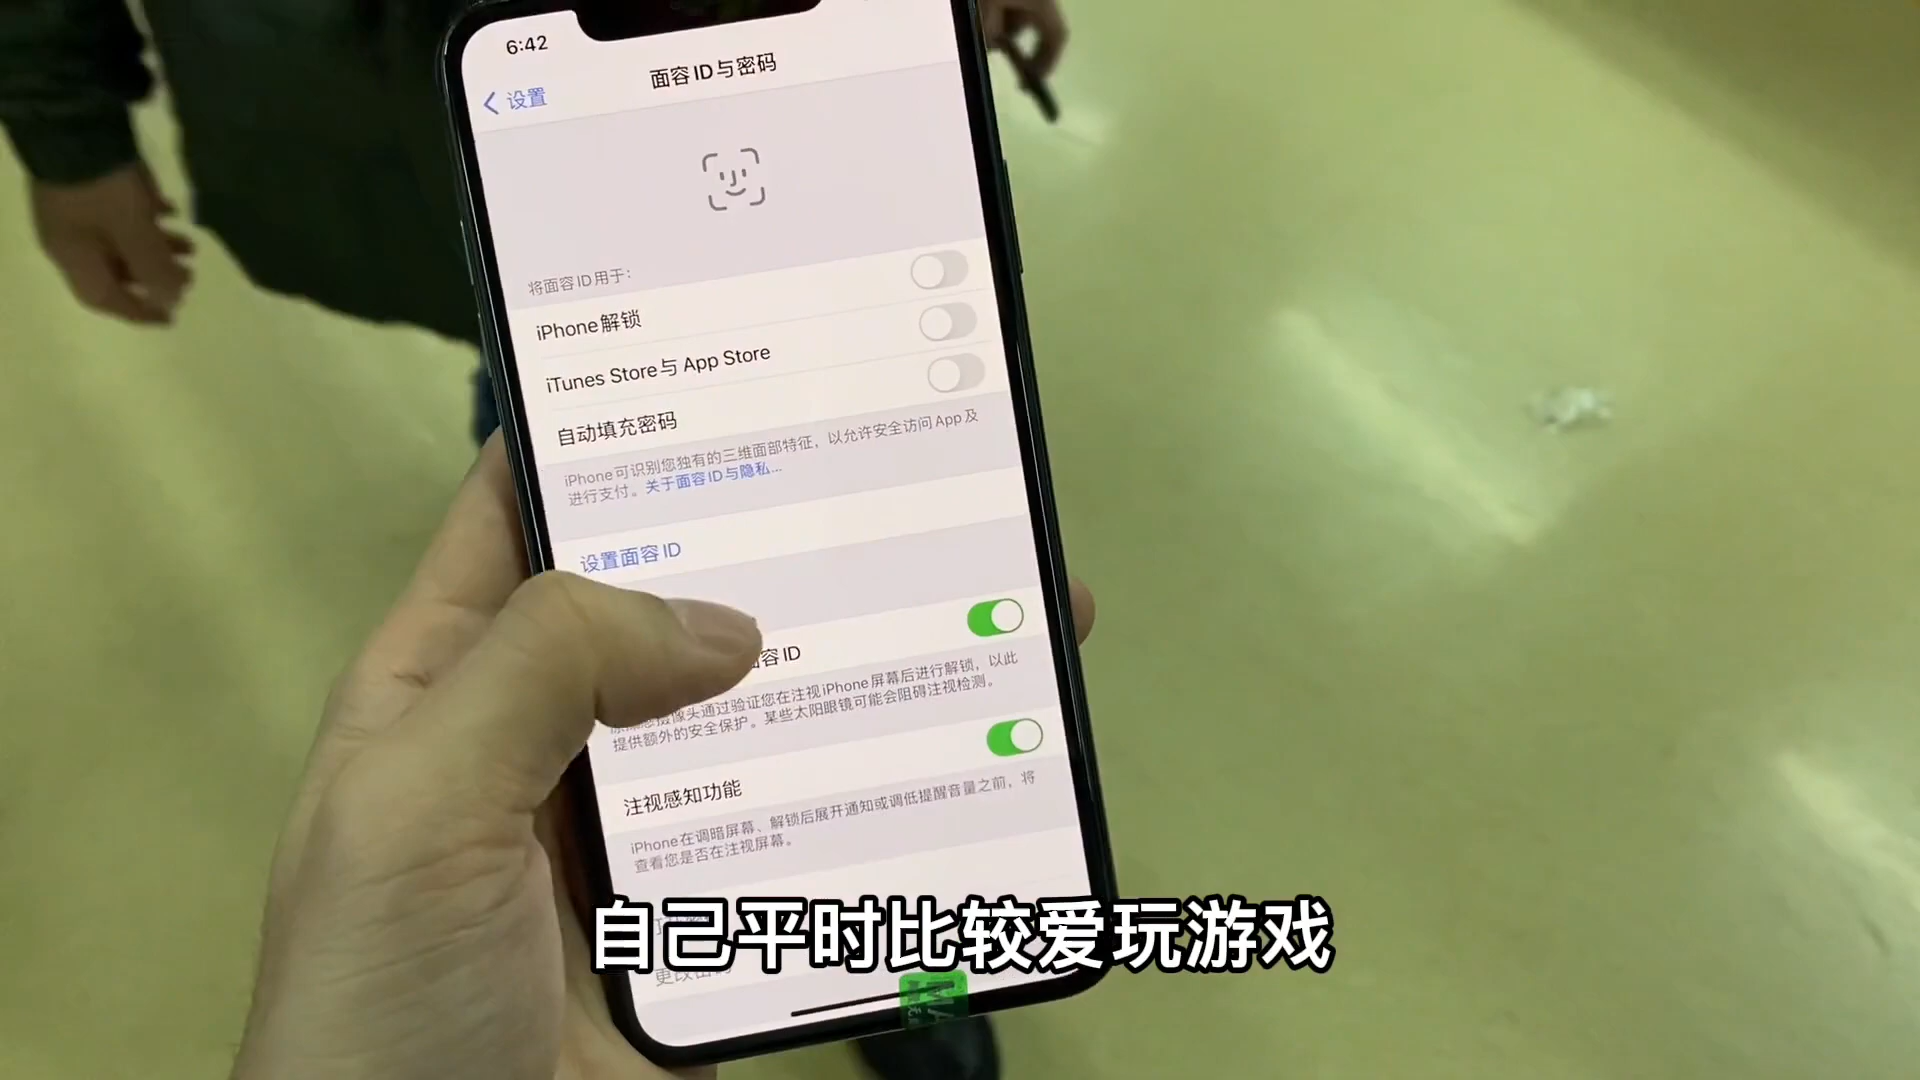 6:42
设置
面容ID与密码
将面容ID用于:
iPhone解锁
iTunes Store与 App Store
自动填充密码
iPhone可识别您独有的三维面部特征，以允许安全访问App及
进行支付。关于面容ID与隐私...
设置面容ID
容ID
摄像头通过验证您在注视iPhone屏幕后进行解锁，以此
提供额外的安全保护。某些太阳眼镜可能会阻碍注视检测。
注视感知功能
iPhone在调暗屏幕、解锁后展开通知或调低提醒音量之前，将
查看您是否在注视屏幕。
自己平时比较爱玩游戏
更改密码